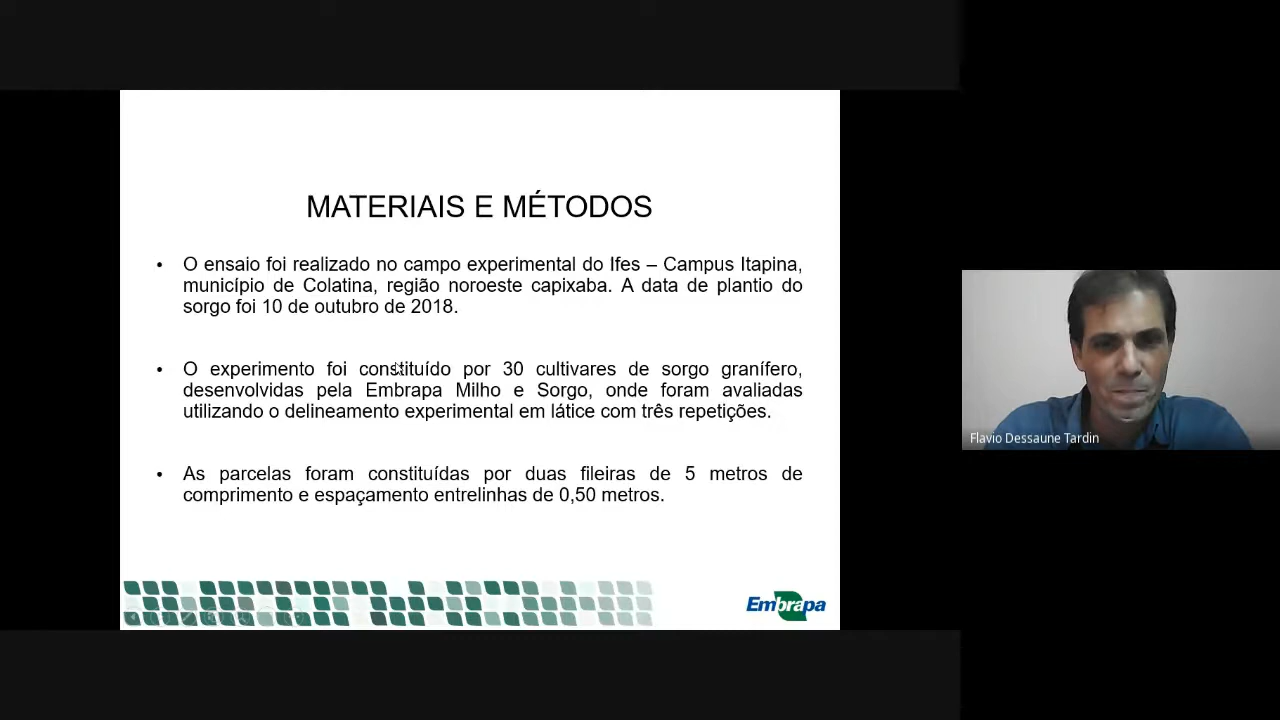 MATERIAIS E MÉTODOS
• O ensaio foi realizado no campo experimental do Ifes – Campus Itapina,
município de Colatina, região noroeste capixaba. A data de plantio do
sorgo foi 10 de outubro de 2018.
• O experimento foi constituído por 30 cultivares de sorgo granífero,
desenvolvidas pela Embrapa Milho e Sorgo, onde foram avaliadas
utilizando o delineamento experimental em látice com três repetições.
• As parcelas foram constituídas por duas fileiras de 5 metros de
comprimento e espaçamento entrelinhas de 0,50 metros.
Embrapa
Flavio Dessaune Tardin